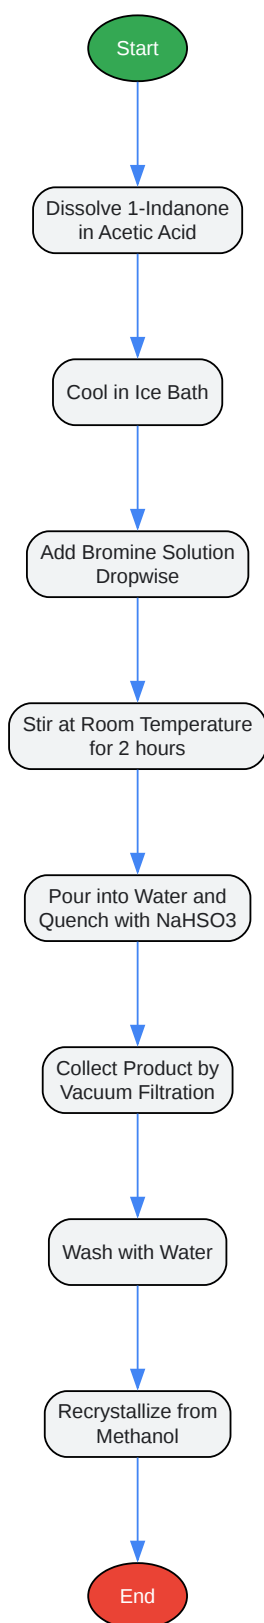 Start
Dissolve 1-Indanone
in Acetic Acid
Cool in Ice Bath
Add Bromine Solution
Dropwise
Stir at Room Temperature
for 2 hours
Pour into Water and
Quench with NaHSO3
Collect Product by
Vacuum Filtration
Wash with Water
Recrystallize from
Methanol
End